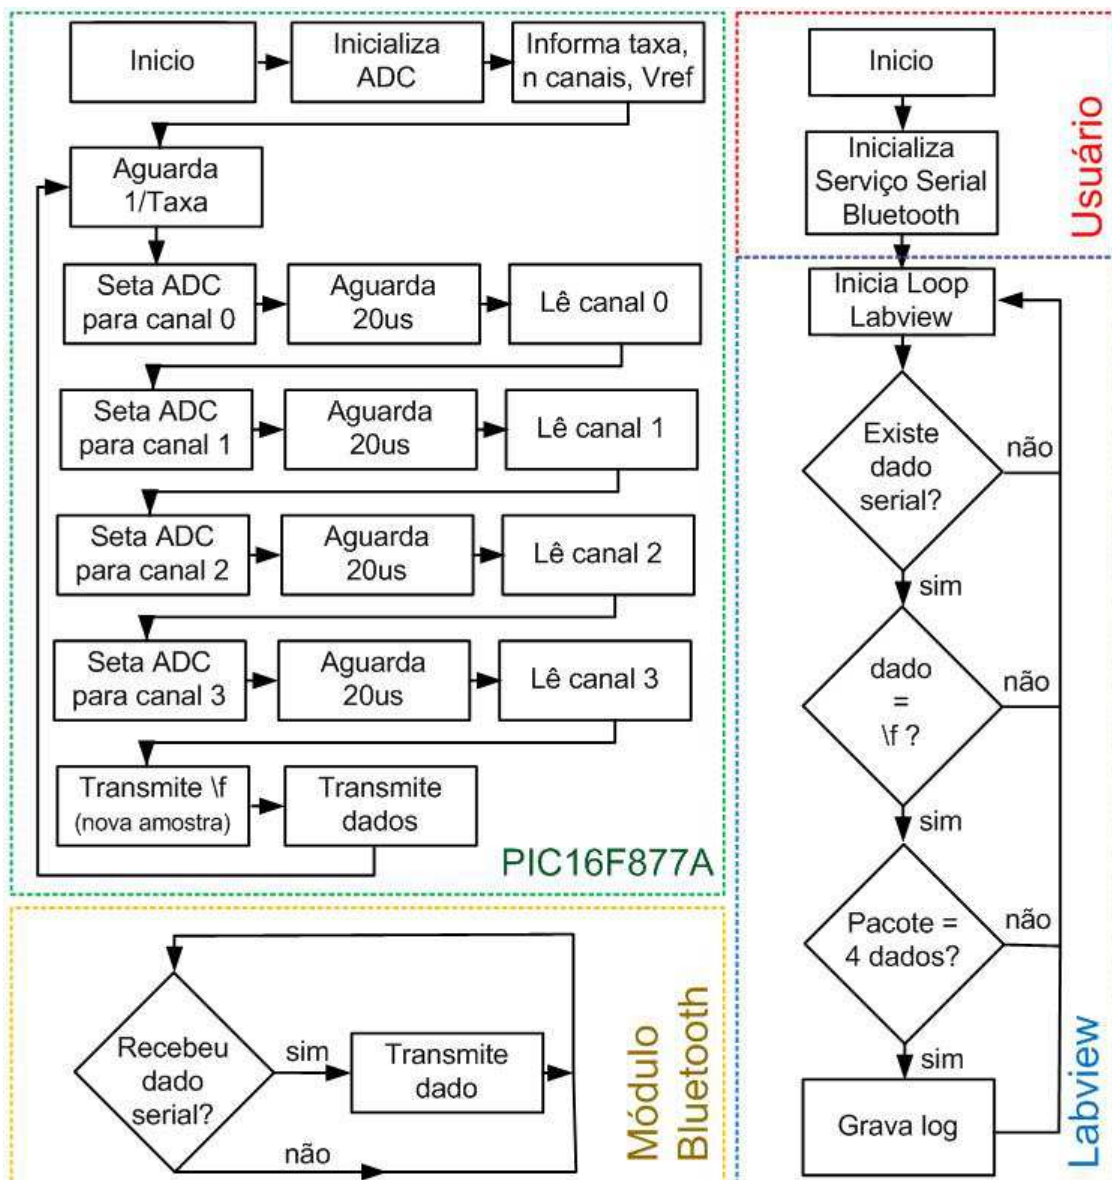 Inicio
Inicializa
ADC
Informa taxa,
n canais, Vref
Aguarda
1/Taxa
Seta ADC
para canal 0
Aguarda
20us
Lê canal 0
Seta ADC
para canal 1
Aguarda
20us
Lê canal 1
Seta ADC
para canal 2
Aguarda
20us
Lê canal 2
Seta ADC
para canal 3
Aguarda
20us
Lê canal 3
Transmite \f
(nova amostra)
Transmite
dados
PIC16F877A
Recebeu
dado
serial?
sim
Transmite
dado
não
Módulo
Bluetooth
Inicio
Inicializa
Serviço Serial
Bluetooth
Usuário
Inicia Loop
Labview
Existe
dado
serial?
não
sim
dado
=
\f ?
não
sim
Pacote =
4 dados?
não
sim
Grava log
Labview